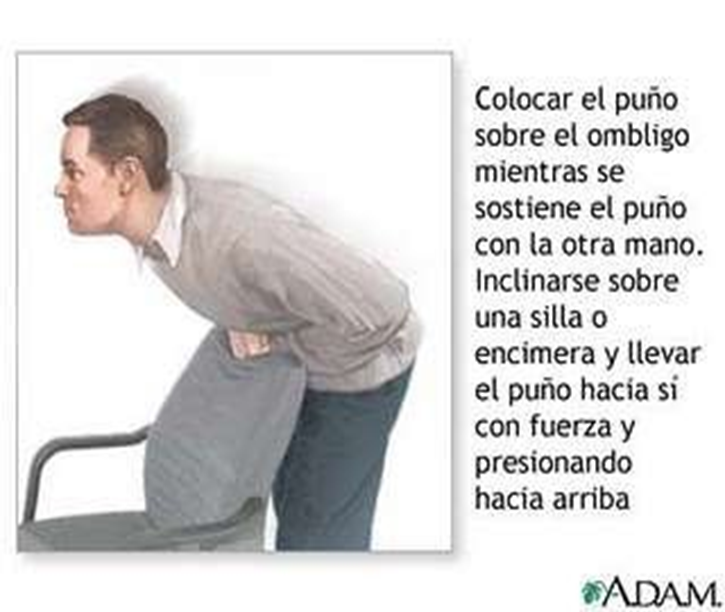 Colocar el puño
sobre el ombligo
mientras se
sostiene el puño
con la otra mano.
Inclinarse sobre
una silla o
encimera y llevar
el puño hacia sí
con fuerza y
presionando
hacia arriba
A.D.A.M.